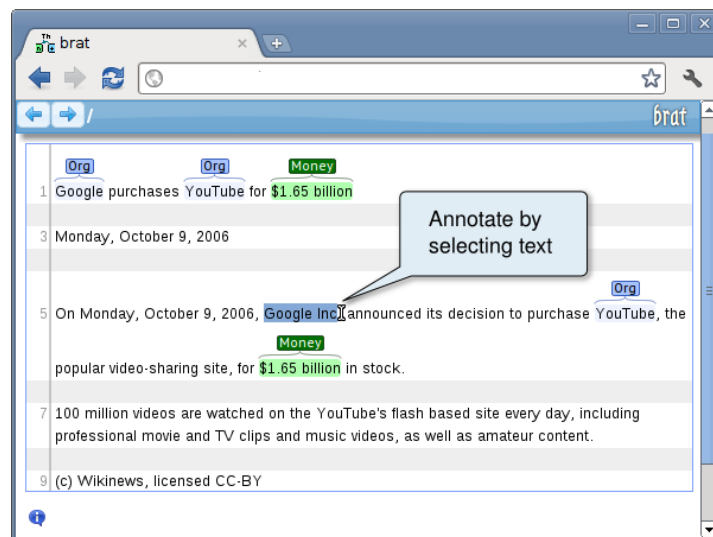 brat
/
brat
Org Org Money
1 Google purchases YouTube for $1.65 billion
Annotate by
selecting text
3 Monday, October 9, 2006
Org
5 On Monday, October 9, 2006, Google Inc announced its decision to purchase YouTube, the
Money
popular video-sharing site, for $1.65 billion in stock.
7 100 million videos are watched on the YouTube's flash based site every day, including
professional movie and TV clips and music videos, as well as amateur content.
9 (c) Wikinews, licensed CC-BY